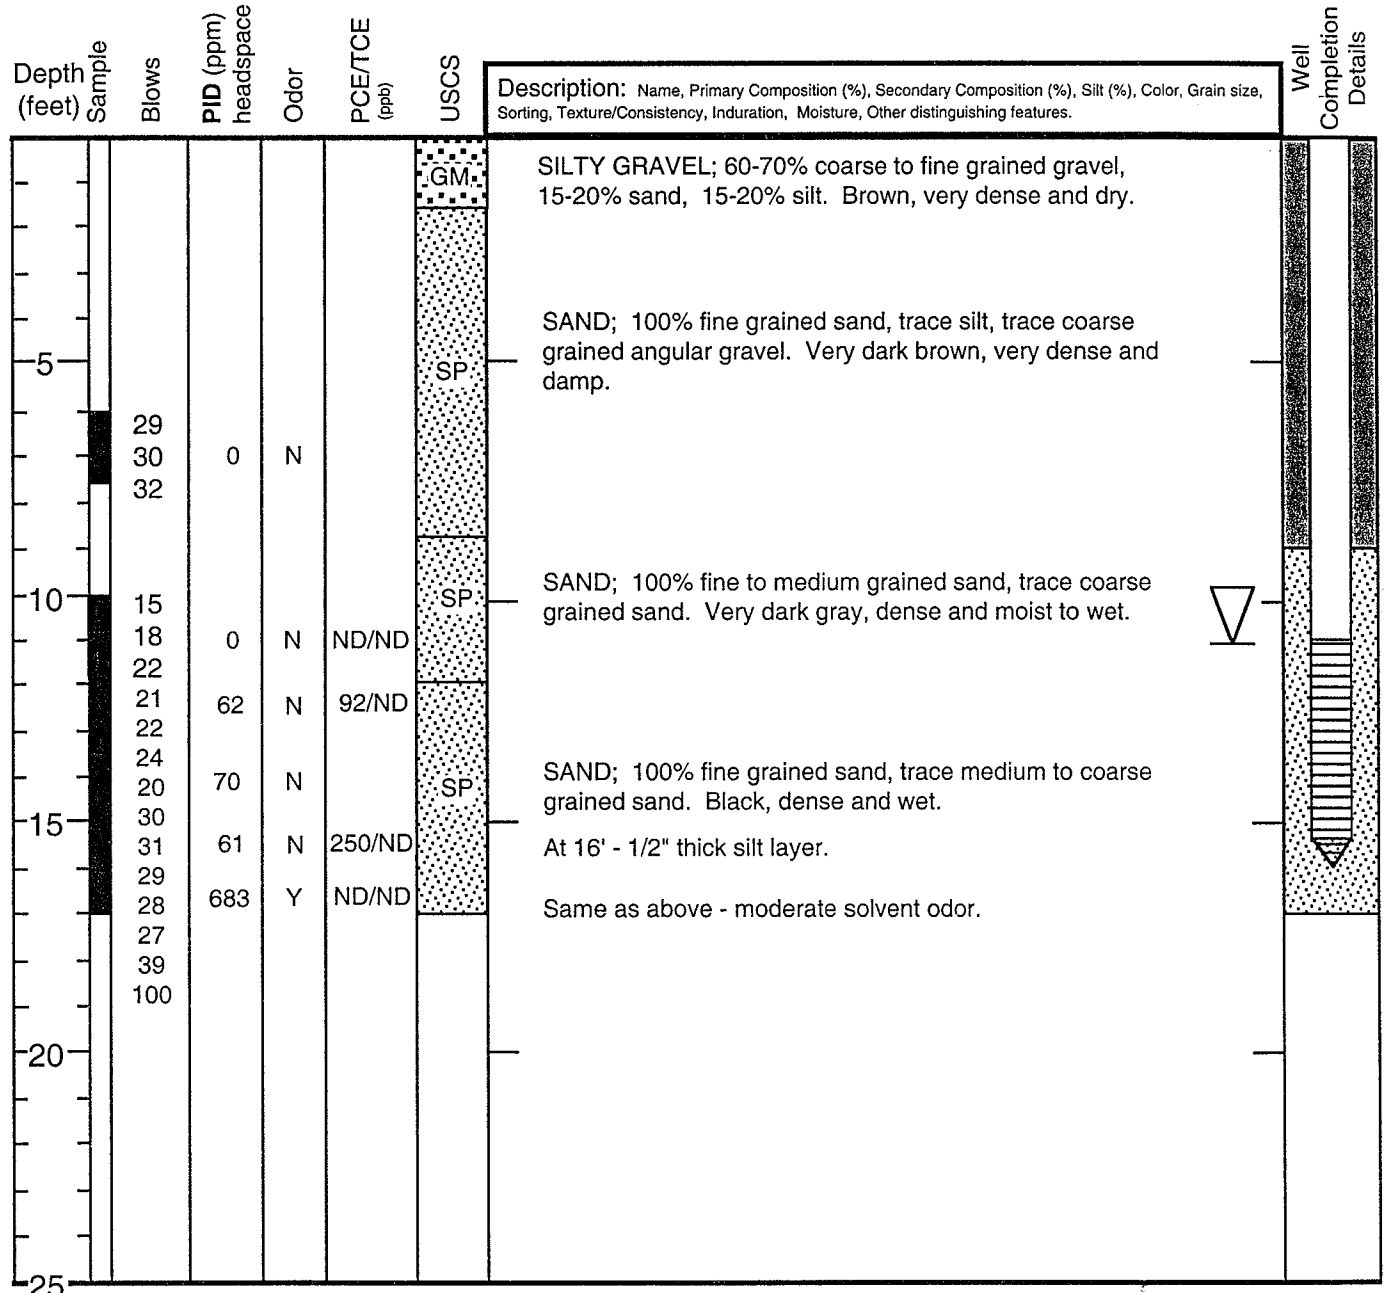 Depth
(feet)
Sample
Blows
PID (ppm)
headspace
Odor
PCE/TCE
(ppb)
USCS
Description: Name, Primary Composition (%), Secondary Composition (%), Silt (%), Color, Grain size,
Sorting, Texture/Consistency, Induration, Moisture, Other distinguishing features.
Well
Completion
Details
GM
SILTY GRAVEL; 60-70% coarse to fine grained gravel,
15-20% sand, 15-20% silt. Brown, very dense and dry.
5
SP
SAND; 100% fine grained sand, trace silt, trace coarse
grained angular gravel. Very dark brown, very dense and
damp.
29
30 0 N
32
10
SP
SAND; 100% fine to medium grained sand, trace coarse
grained sand. Very dark gray, dense and moist to wet.
15
18 0 N ND/ND
22
21 62 N 92/ND
22
24
20 70 N
SP
SAND; 100% fine grained sand, trace medium to coarse
grained sand. Black, dense and wet.
15
30
31 61 N 250/ND
At 16' - 1/2" thick silt layer.
29
28 683 Y ND/ND
Same as above - moderate solvent odor.
27
39
100
20
25